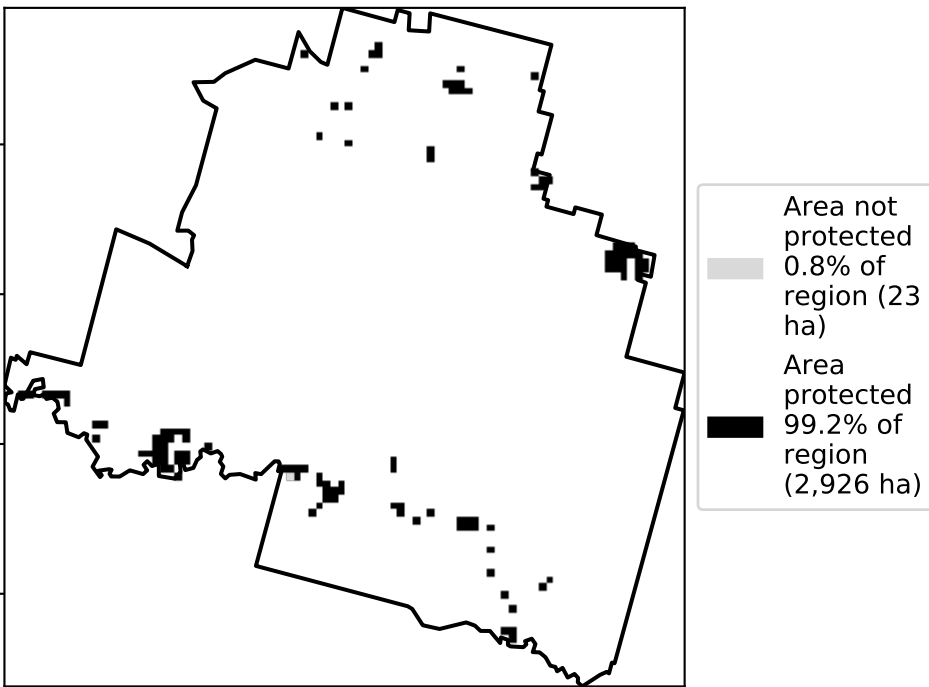 Area not
protected
0.8% of
region (23
ha)
Area
protected
99.2% of
region
(2,926 ha)